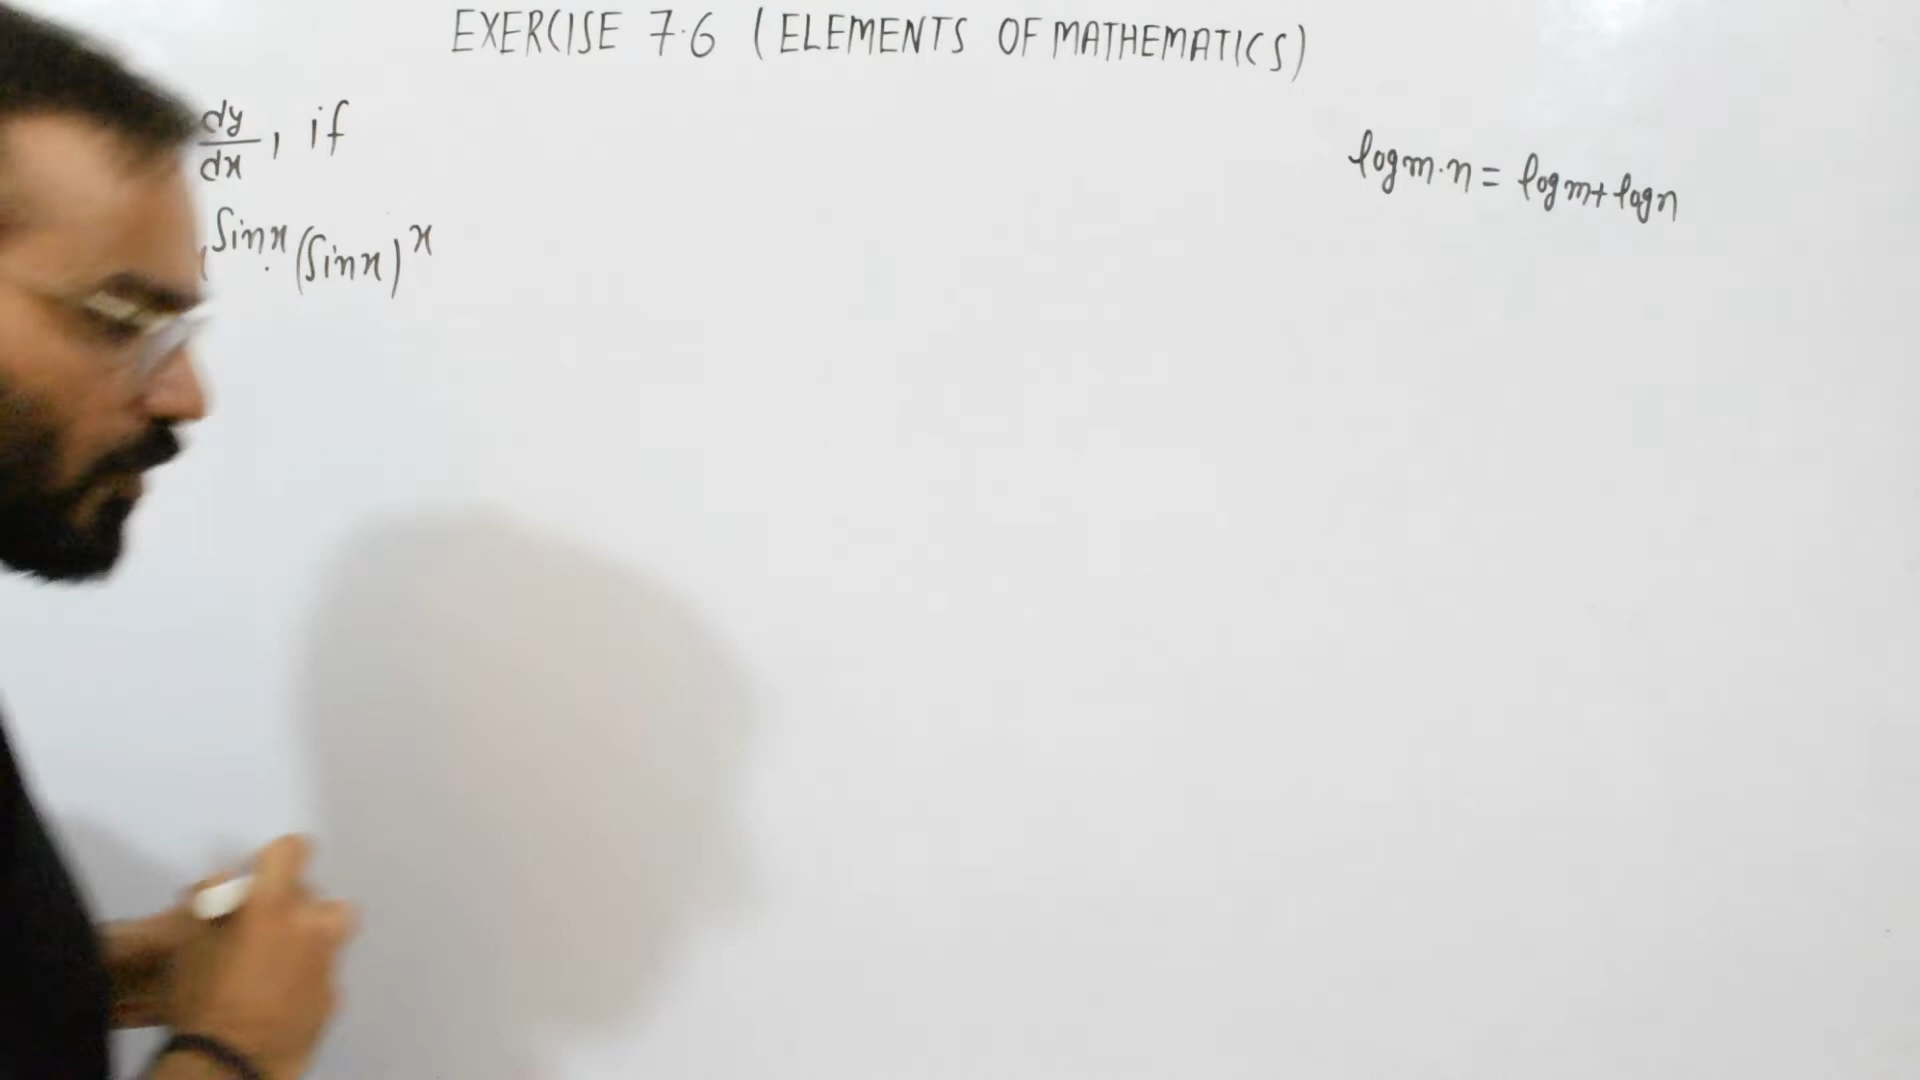 EXERCISE 7.6 (ELEMENTS OF MATHEMATICS)
dy/dx, if
log m·n = log m + log n
Sinx (Sinx)^x